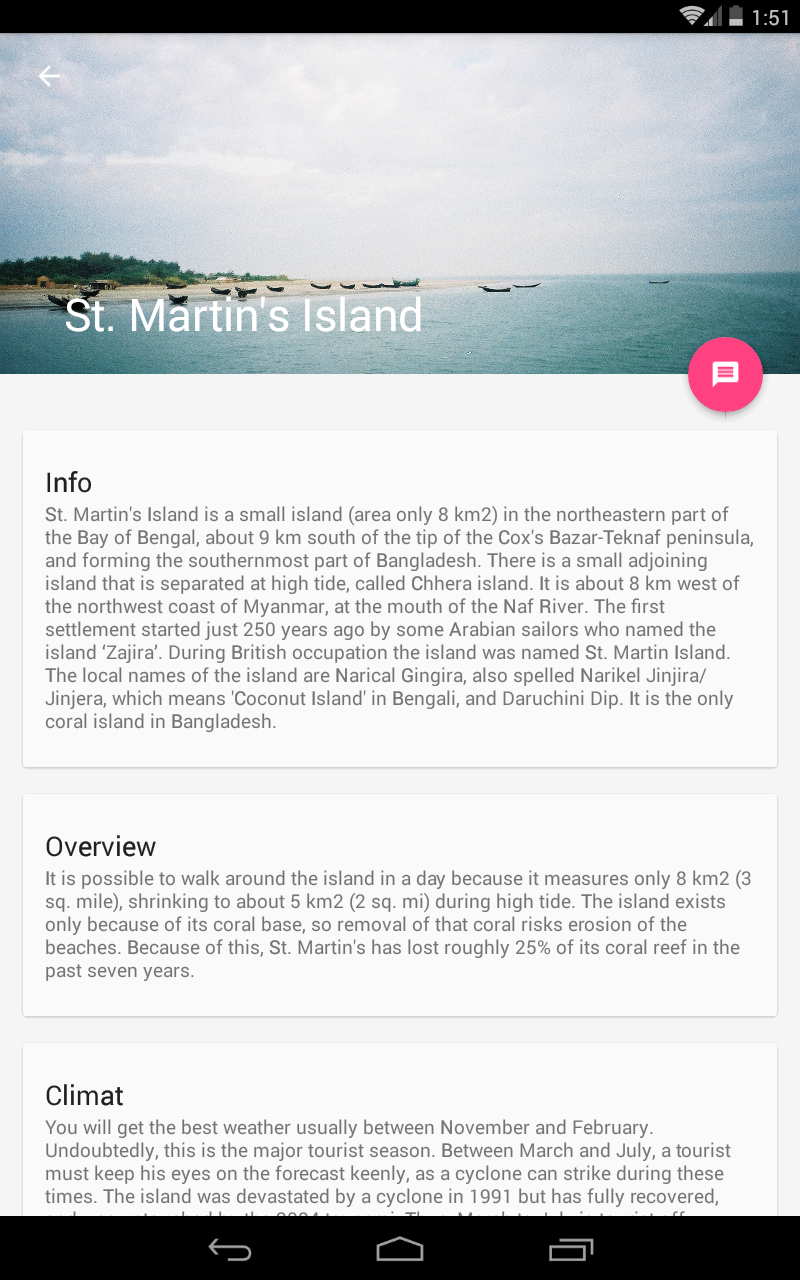 1:51
St. Martin's Island
Info
St. Martin's Island is a small island (area only 8 km2) in the northeastern part of
the Bay of Bengal, about 9 km south of the tip of the Cox's Bazar-Teknaf peninsula,
and forming the southernmost part of Bangladesh. There is a small adjoining
island that is separated at high tide, called Chhera island. It is about 8 km west of
the northwest coast of Myanmar, at the mouth of the Naf River. The first
settlement started just 250 years ago by some Arabian sailors who named the
island ‘Zajira’. During British occupation the island was named St. Martin Island.
The local names of the island are Narical Gingira, also spelled Narikel Jinjira/
Jinjera, which means 'Coconut Island' in Bengali, and Daruchini Dip. It is the only
coral island in Bangladesh.
Overview
It is possible to walk around the island in a day because it measures only 8 km2 (3
sq. mile), shrinking to about 5 km2 (2 sq. mi) during high tide. The island exists
only because of its coral base, so removal of that coral risks erosion of the
beaches. Because of this, St. Martin's has lost roughly 25% of its coral reef in the
past seven years.
Climat
You will get the best weather usually between November and February.
Undoubtedly, this is the major tourist season. Between March and July, a tourist
must keep his eyes on the forecast keenly, as a cyclone can strike during these
times. The island was devastated by a cyclone in 1991 but has fully recovered,